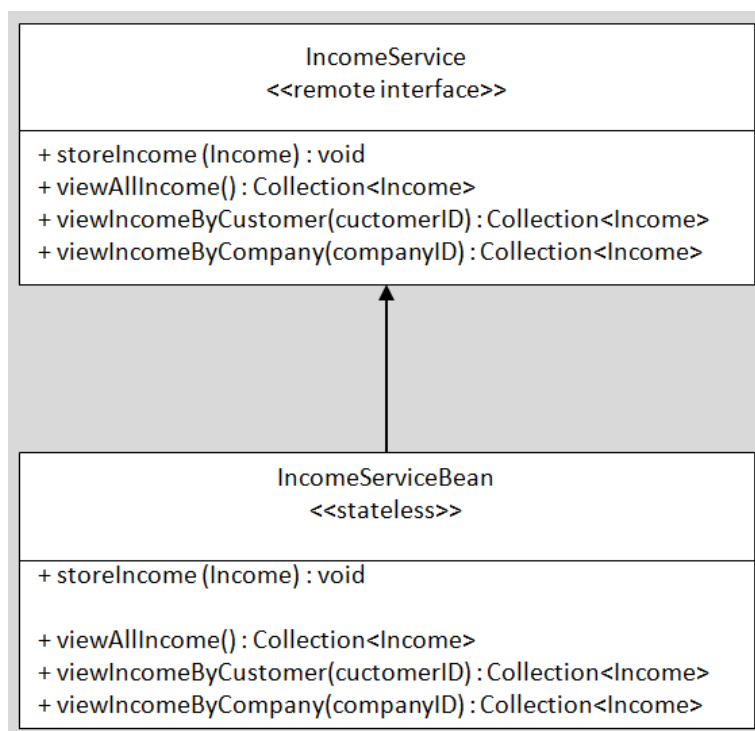 IncomeService
<<remote interface>>
+ storeIncome (Income) : void
+ viewAllIncome() : Collection<Income>
+ viewIncomeByCustomer(cuctomerID) : Collection<Income>
+ viewIncomeByCompany(companyID) : Collection<Income>
IncomeServiceBean
<<stateless>>
+ storeIncome (Income) : void
+ viewAllIncome() : Collection<Income>
+ viewIncomeByCustomer(cuctomerID) : Collection<Income>
+ viewIncomeByCompany(companyID) : Collection<Income>